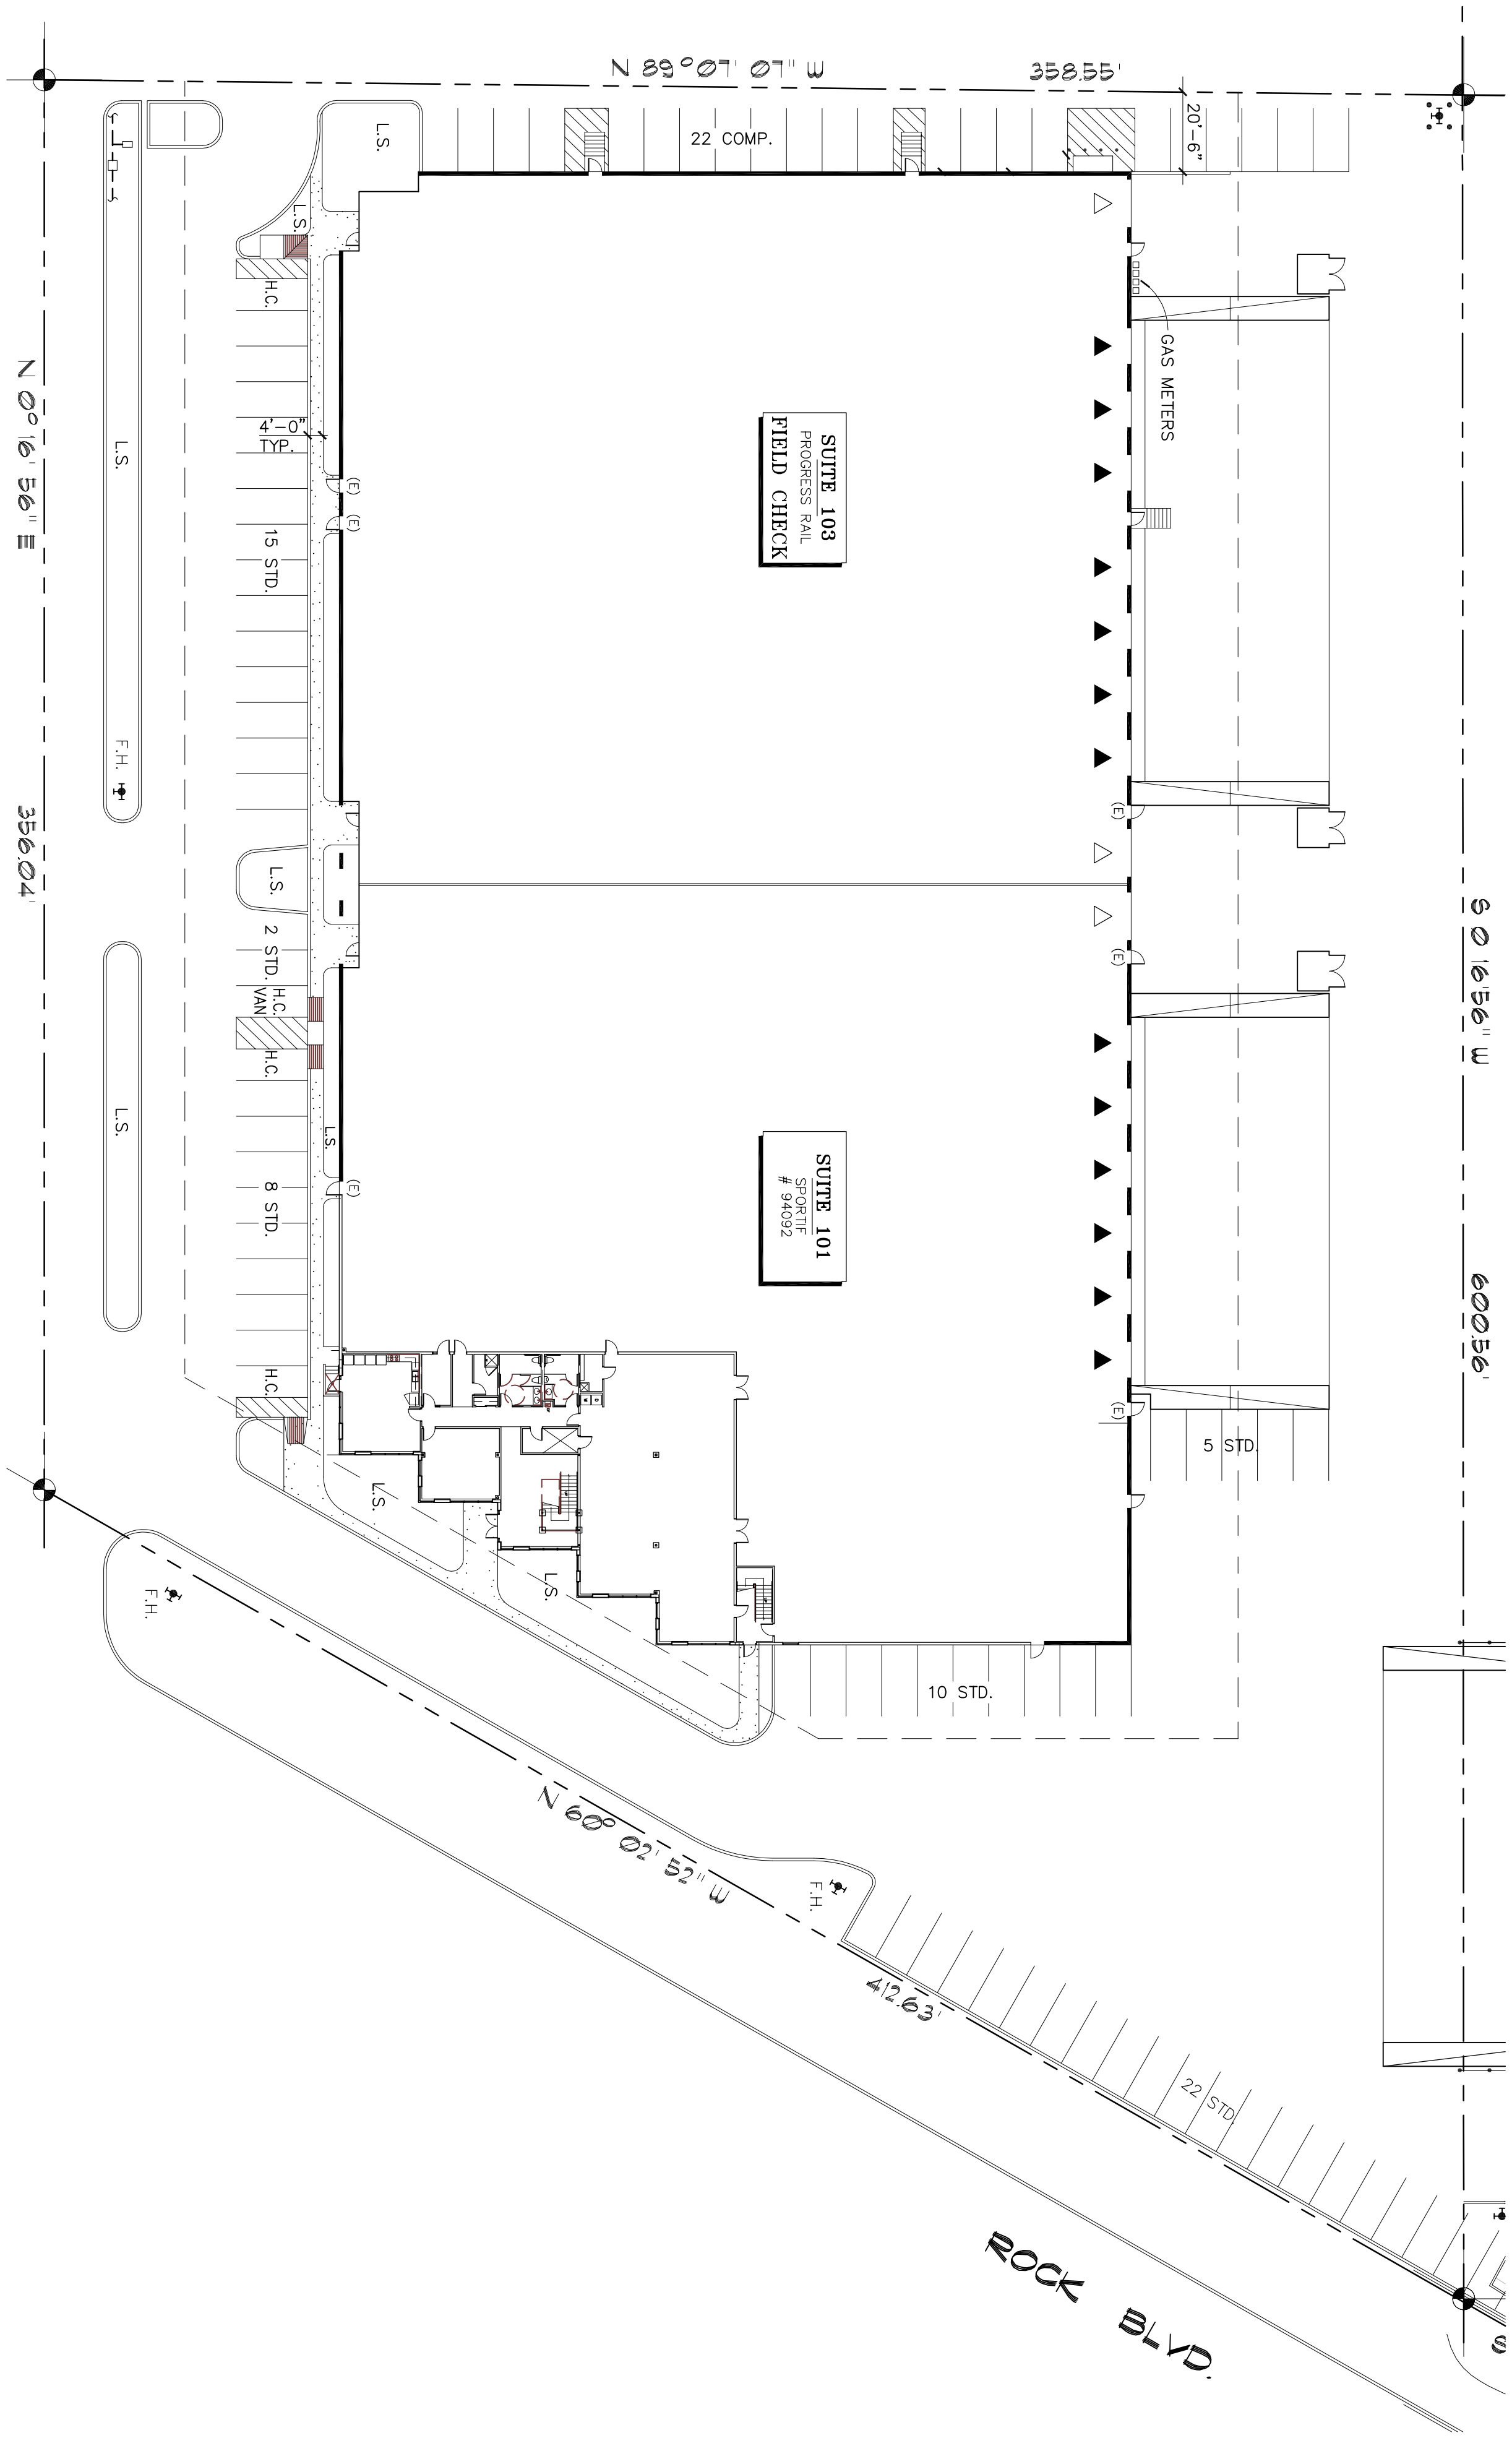 N 89°07' 07" W
358.55'
20'-6"
22 COMP.
L.S.
L.S.
H.C.
GAS METERS
N 0° 16' 56" E
356.04'
L.S.
4'-0"
TYP.
(E)
(E)
SUITE 103
PROGRESS RAIL
FIELD CHECK
15 STD.
F.H.
(E)
L.S.
S 0 16'56" W
600.56'
2 STD.
H.C.
VAN
H.C.
(E)
L.S.
L.S.
(E)
8 STD.
SUITE 101
SPORTIF
# 94092
H.C.
(E)
5 STD.
L.S.
L.S.
F.H.
10 STD.
N 60° 02' 52" W
F.H.
412.63'
22 STD.
ROCK BLVD.
S